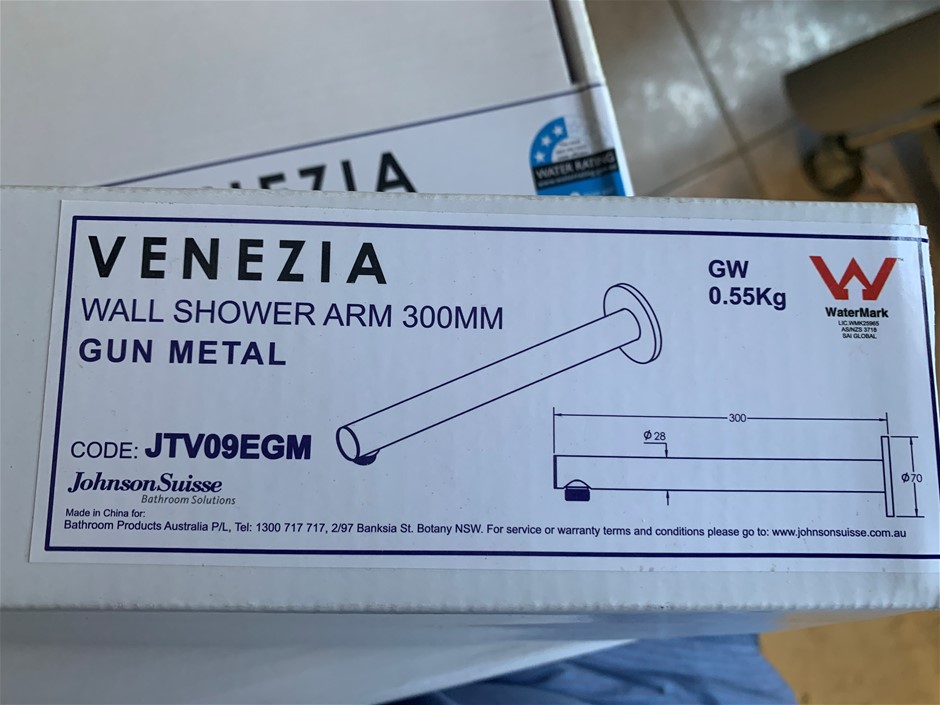 VENEZIA
WATER RATING
VENEZIA
WALL SHOWER ARM 300MM
GUN METAL
GW
0.55Kg
WaterMark
LIC.WMK25965
AS/NZS 3718
SAI GLOBAL
300
Φ28
Φ70
CODE: JTV09EGM
JohnsonSuisse
Bathroom Solutions
Made in China for:
Bathroom Products Australia P/L, Tel: 1300 717 717, 2/97 Banksia St. Botany NSW. For service or warranty terms and conditions please go to: www.johnsonsuisse.com.au